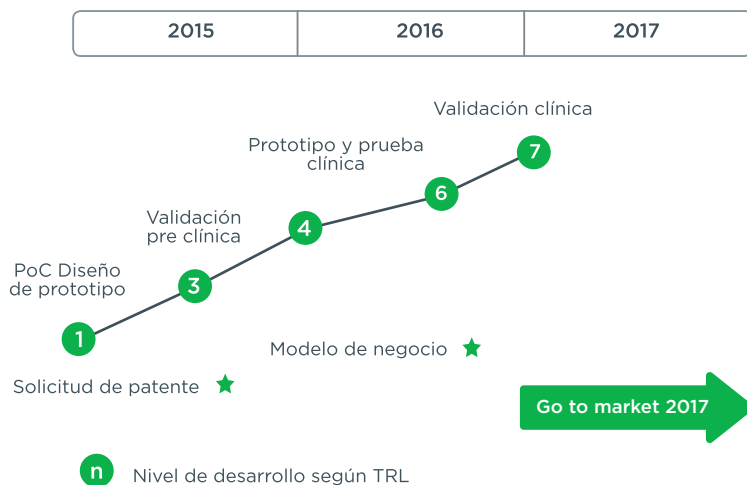 2015
2016
2017
Validación clínica
7
Prototipo y prueba
clínica
6
Validación
pre clínica
4
PoC Diseño
de prototipo
3
1
Modelo de negocio
Solicitud de patente
Go to market 2017
n
Nivel de desarrollo según TRL